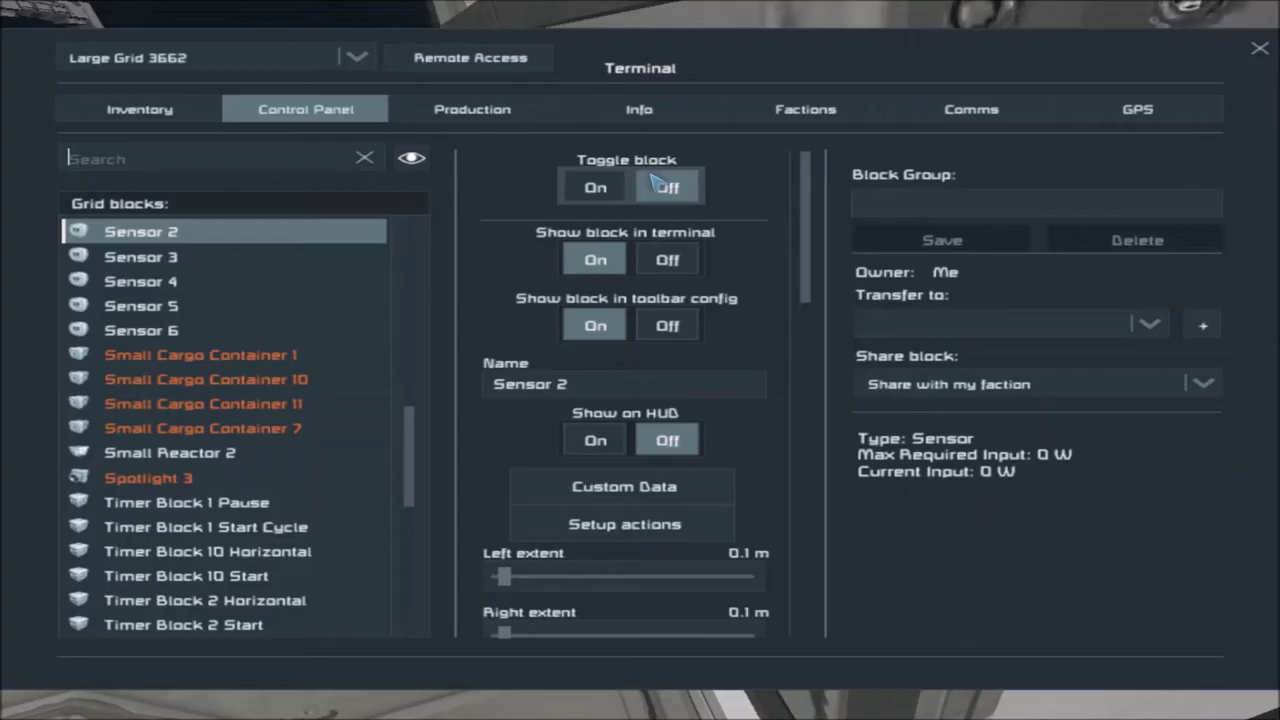 Large Grid 3662
Remote Access
Terminal
Inventory
Control Panel
Production
Info
Factions
Comms
GPS
Search
Grid blocks:
Sensor 2
Sensor 3
Sensor 4
Sensor 5
Sensor 6
Small Cargo Container 1
Small Cargo Container 10
Small Cargo Container 11
Small Cargo Container 7
Small Reactor 2
Spotlight 3
Timer Block 1 Pause
Timer Block 1 Start Cycle
Timer Block 10 Horizontal
Timer Block 10 Start
Timer Block 2 Horizontal
Timer Block 2 Start
Toggle block
On Off
Show block in terminal
On Off
Show block in toolbar config
On Off
Name
Sensor 2
Show on HUD
On Off
Custom Data
Setup actions
Left extent 0.1 m
Right extent 0.1 m
Block Group:
Save Delete
Owner: Me
Transfer to:
+
Share block:
Share with my faction
Type: Sensor
Max Required Input: 0 W
Current Input: 0 W